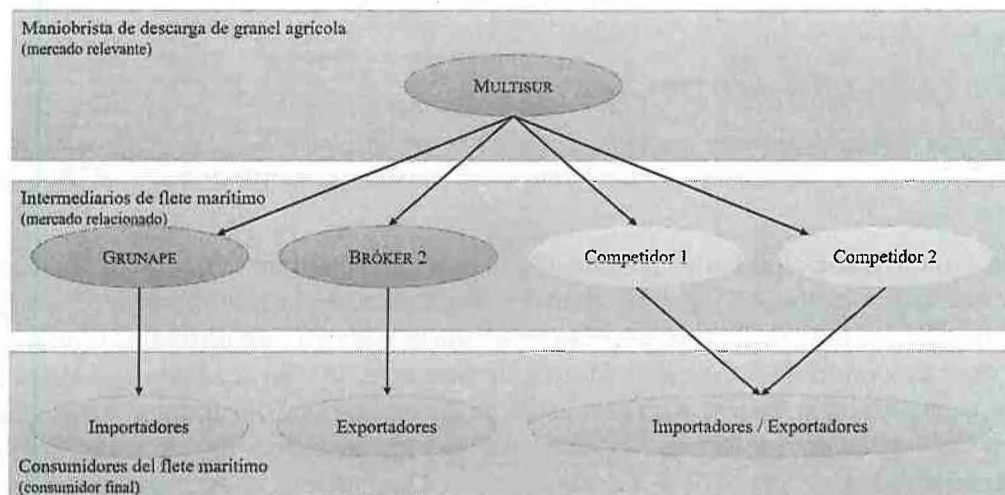 Maniobrista de descarga de granel agrícola
(mercado relevante)
MULTISUR
Intermediarios de flete marítimo
(mercado relacionado)
GRUNAPE
BRÓKER 2
Competidor 1
Competidor 2
Importadores
Exportadores
Importadores / Exportadores
Consumidores del flete marítimo
(consumidor final)